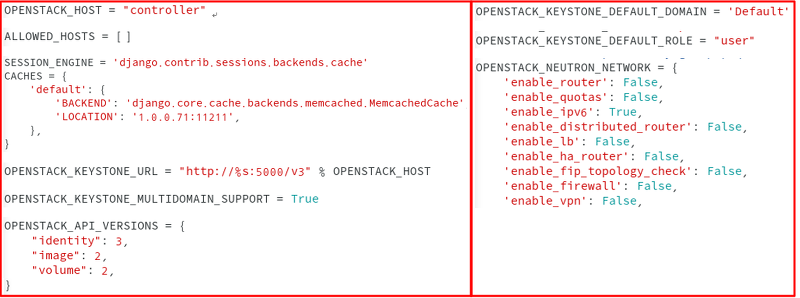 OPENSTACK_HOST = "controller"
ALLOWED_HOSTS = []
SESSION_ENGINE = 'django.contrib.sessions.backends.cache'
CACHES = {
    'default': {
        'BACKEND': 'django.core.cache.backends.memcached.MemcachedCache'
        'LOCATION': '1.0.0.71:11211',
    },
}
OPENSTACK_KEYSTONE_URL = "http://%s:5000/v3" % OPENSTACK_HOST
OPENSTACK_KEYSTONE_MULTIDOMAIN_SUPPORT = True
OPENSTACK_API_VERSIONS = {
    "identity": 3,
    "image": 2,
    "volume": 2,
}
OPENSTACK_KEYSTONE_DEFAULT_DOMAIN = 'Default'
OPENSTACK_KEYSTONE_DEFAULT_ROLE = "user"
OPENSTACK_NEUTRON_NETWORK = {
    'enable_router': False,
    'enable_quotas': False,
    'enable_ipv6': True,
    'enable_distributed_router': False,
    'enable_lb': False,
    'enable_ha_router': False,
    'enable_fip_topology_check': False,
    'enable_firewall': False,
    'enable_vpn': False,